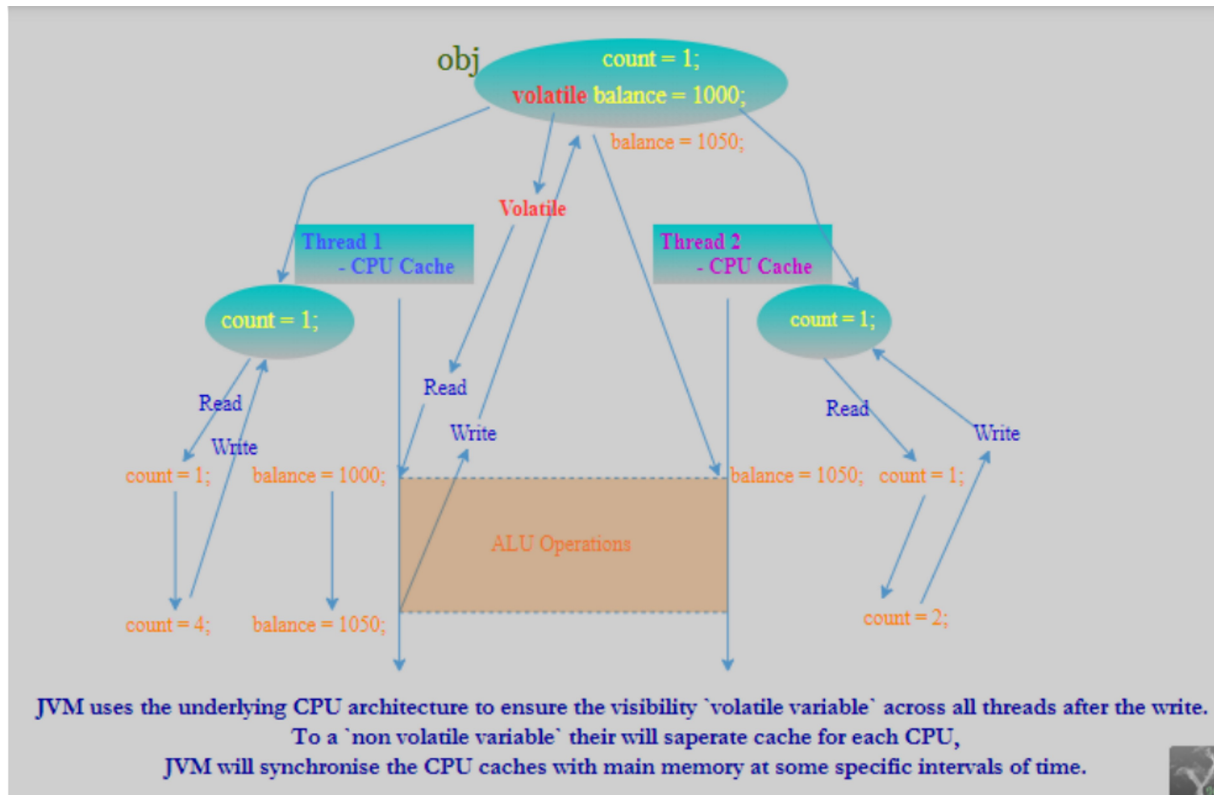 obj
count = 1;
volatile balance = 1000;
balance = 1050;
Volatile
Thread 1
- CPU Cache
Thread 2
- CPU Cache
count = 1;
count = 1;
Read
Read
Read
Write
Write
Write
count = 1;
balance = 1000;
balance = 1050;
count = 1;
ALU Operations
count = 4;
balance = 1050;
count = 2;
JVM uses the underlying CPU architecture to ensure the visibility `volatile variable` across all threads after the write.
To a `non volatile variable` their will saperate cache for each CPU,
JVM will synchronise the CPU caches with main memory at some specific intervals of time.